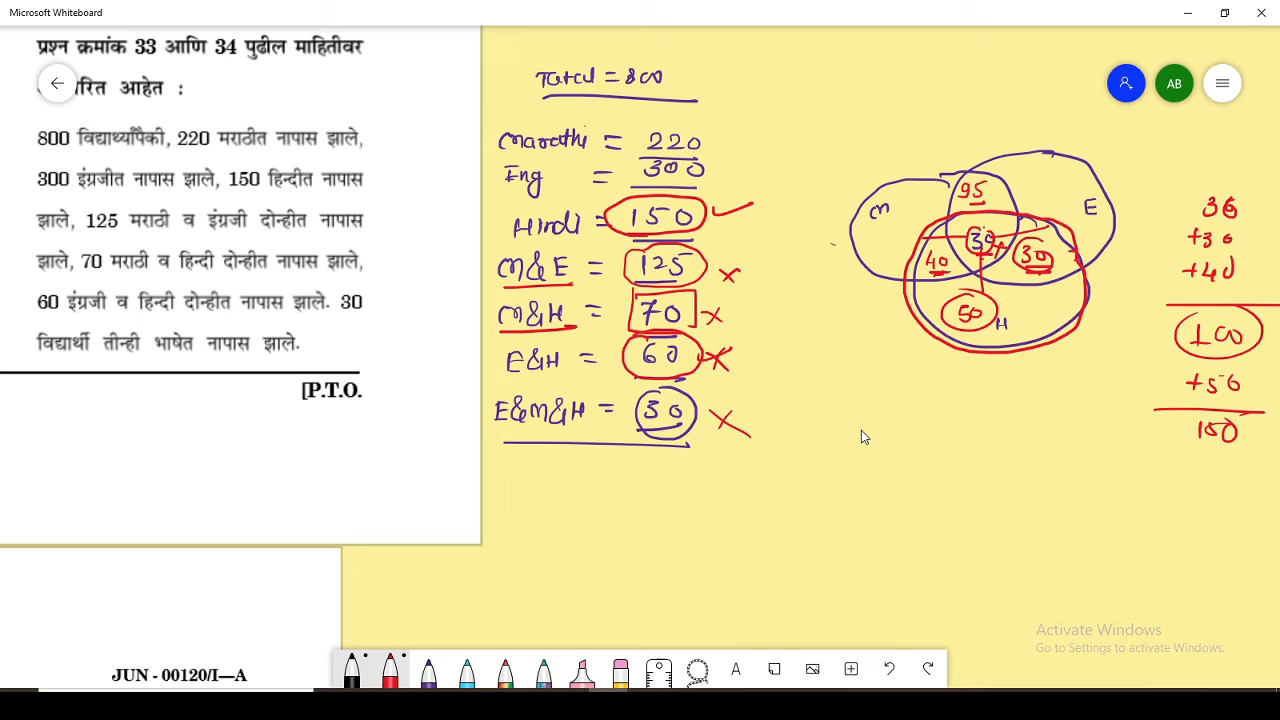 Microsoft Whiteboard
प्रश्न क्रमांक 33 आणि 34 पुढील माहितीवर
रित आहेत :
800 विद्यार्थ्यांपैकी, 220 मराठीत नापास झाले,
300 इंग्रजीत नापास झाले, 150 हिन्दीत नापास
झाले, 125 मराठी व इंग्रजी दोन्हीत नापास
झाले, 70 मराठी व हिन्दी दोन्हीत नापास झाले,
60 इंग्रजी व हिन्दी दोन्हीत नापास झाले. 30
विद्यार्थी तीन्ही भाषेत नापास झाले.
[P.T.O.
JUN - 00120/I—A
Total = 800
Marathi = 220
Eng = 300
Hindi = 150
M&E = 125
M&H = 70
E&H = 60
E&M&H = 30
AB
M
95
E
30
40
30
50
H
30
+30
+40
100
+50
150
A
Activate Windows
Go to Settings to activate Windows.